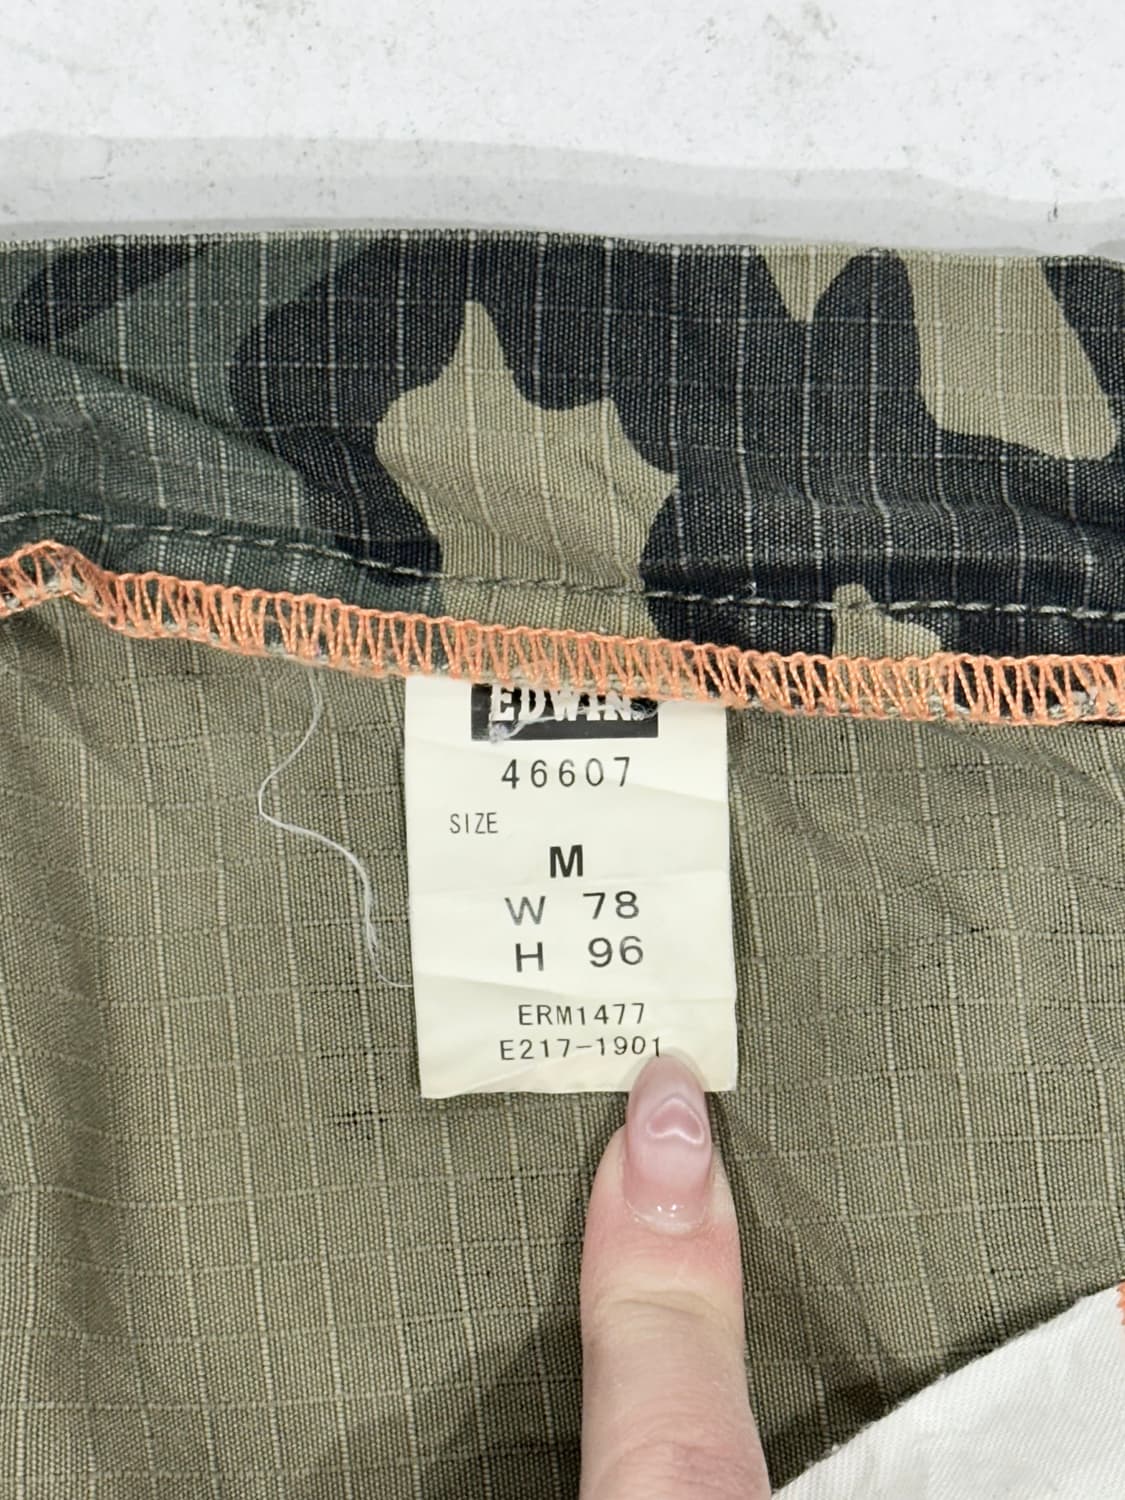 EDWIN
46607
SIZE
M
W 78
H 96
ERM1477
E217-1901